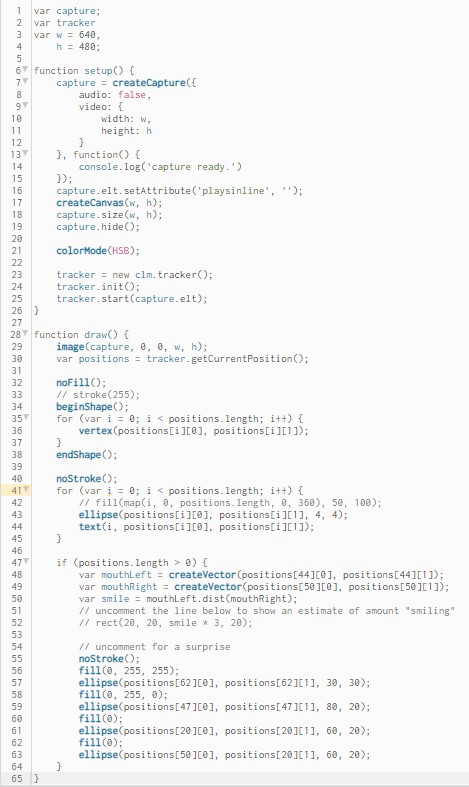 1 var capture;
2 var tracker
3 var w = 640,
4     h = 480;
5
6 function setup() {
7     capture = createCapture({
8         audio: false,
9         video: {
10             width: w,
11             height: h
12         }
13     }, function() {
14         console.log('capture ready.')
15     });
16     capture.elt.setAttribute('playsinline', '');
17     createCanvas(w, h);
18     capture.size(w, h);
19     capture.hide();
20
21     colorMode(HSB);
22
23     tracker = new clm.tracker();
24     tracker.init();
25     tracker.start(capture.elt);
26 }
27
28 function draw() {
29     image(capture, 0, 0, w, h);
30     var positions = tracker.getCurrentPosition();
31
32     noFill();
33     // stroke(255);
34     beginShape();
35     for (var i = 0; i < positions.length; i++) {
36         vertex(positions[i][0], positions[i][1]);
37     }
38     endShape();
39
40     noStroke();
41     for (var i = 0; i < positions.length; i++) {
42         // fill(map(i, 0, positions.length, 0, 360), 50, 100);
43         ellipse(positions[i][0], positions[i][1], 4, 4);
44         text(i, positions[i][0], positions[i][1]);
45     }
46
47     if (positions.length > 0) {
48         var mouthLeft = createVector(positions[44][0], positions[44][1]);
49         var mouthRight = createVector(positions[50][0], positions[50][1]);
50         var smile = mouthLeft.dist(mouthRight);
51         // uncomment the line below to show an estimate of amount "smiling"
52         // rect(20, 20, smile * 3, 20);
53
54         // uncomment for a surprise
55         noStroke();
56         fill(0, 255, 255);
57         ellipse(positions[62][0], positions[62][1], 30, 30);
58         fill(0, 255, 0);
59         ellipse(positions[47][0], positions[47][1], 80, 20);
60         fill(0);
61         ellipse(positions[20][0], positions[20][1], 60, 20);
62         fill(0);
63         ellipse(positions[50][0], positions[20][1], 60, 20);
64     }
65 }